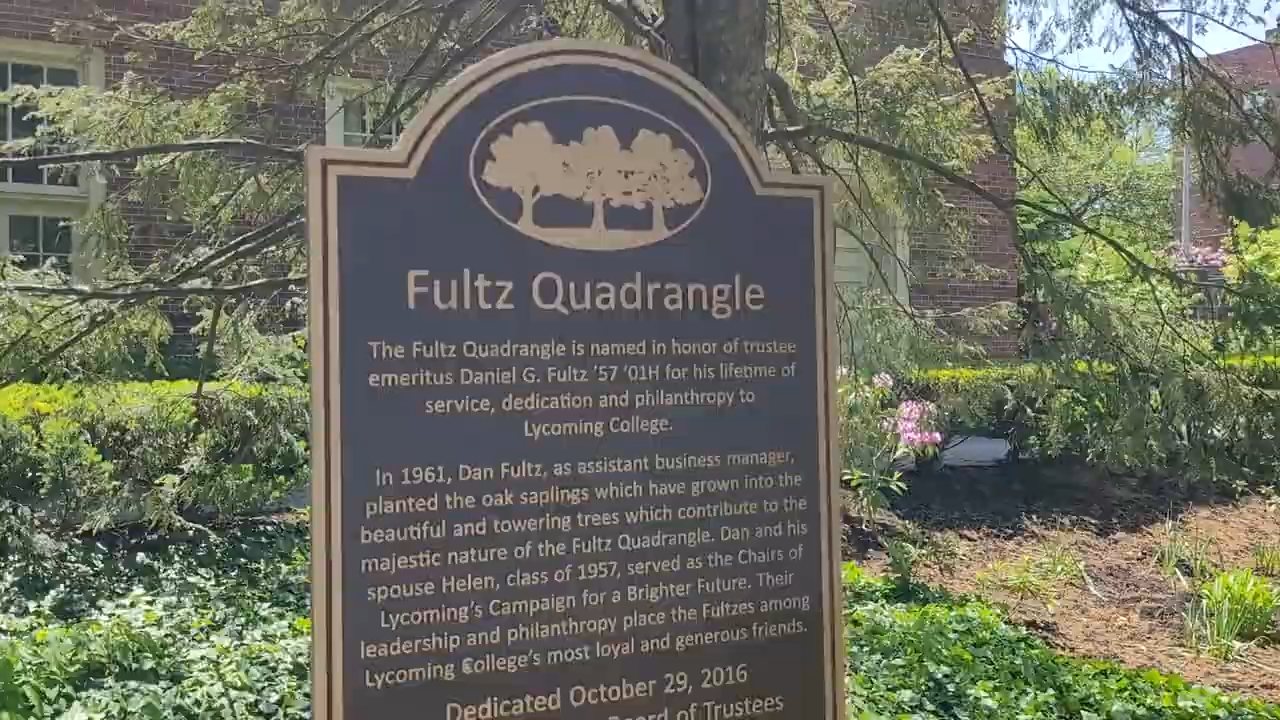 Fultz Quadrangle
The Fultz Quadrangle is named in honor of trustee
emeritus Daniel G. Fultz '57 '01H for his lifetime of
service, dedication and philanthropy to
Lycoming College.
In 1961, Dan Fultz, as assistant business manager,
planted the oak saplings which have grown into the
beautiful and towering trees which contribute to the
majestic nature of the Fultz Quadrangle. Dan and his
spouse Helen, class of 1957, served as the Chairs of
Lycoming's Campaign for a Brighter Future. Their
leadership and philanthropy place the Fultzes among
Lycoming College's most loyal and generous friends.
Dedicated October 29, 2016
Board of Trustees